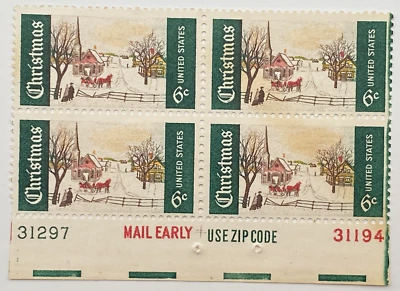 Christmas 6c UNITED STATES Christmas 6c UNITED STATES
Christmas 6c UNITED STATES Christmas 6c UNITED STATES
31297 MAIL EARLY USE ZIP CODE 31194